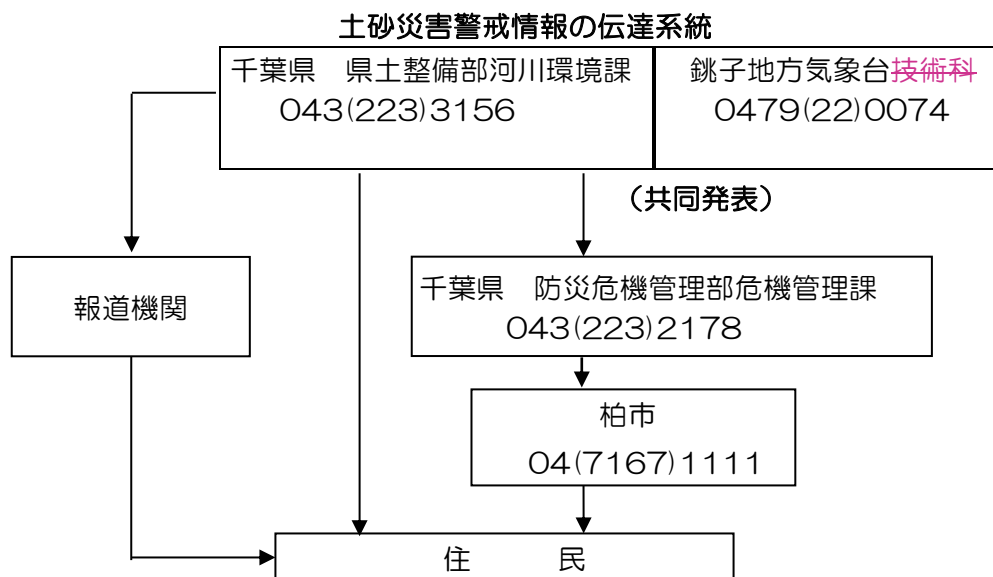 土砂災害警戒情報の伝達系統
千葉県　県土整備部河川環境課
043(223)3156
銚子地方気象台技術科
0479(22)0074
(共同発表)
報道機関
千葉県　防災危機管理部危機管理課
043(223)2178
柏市
04(7167)1111
住　　　民